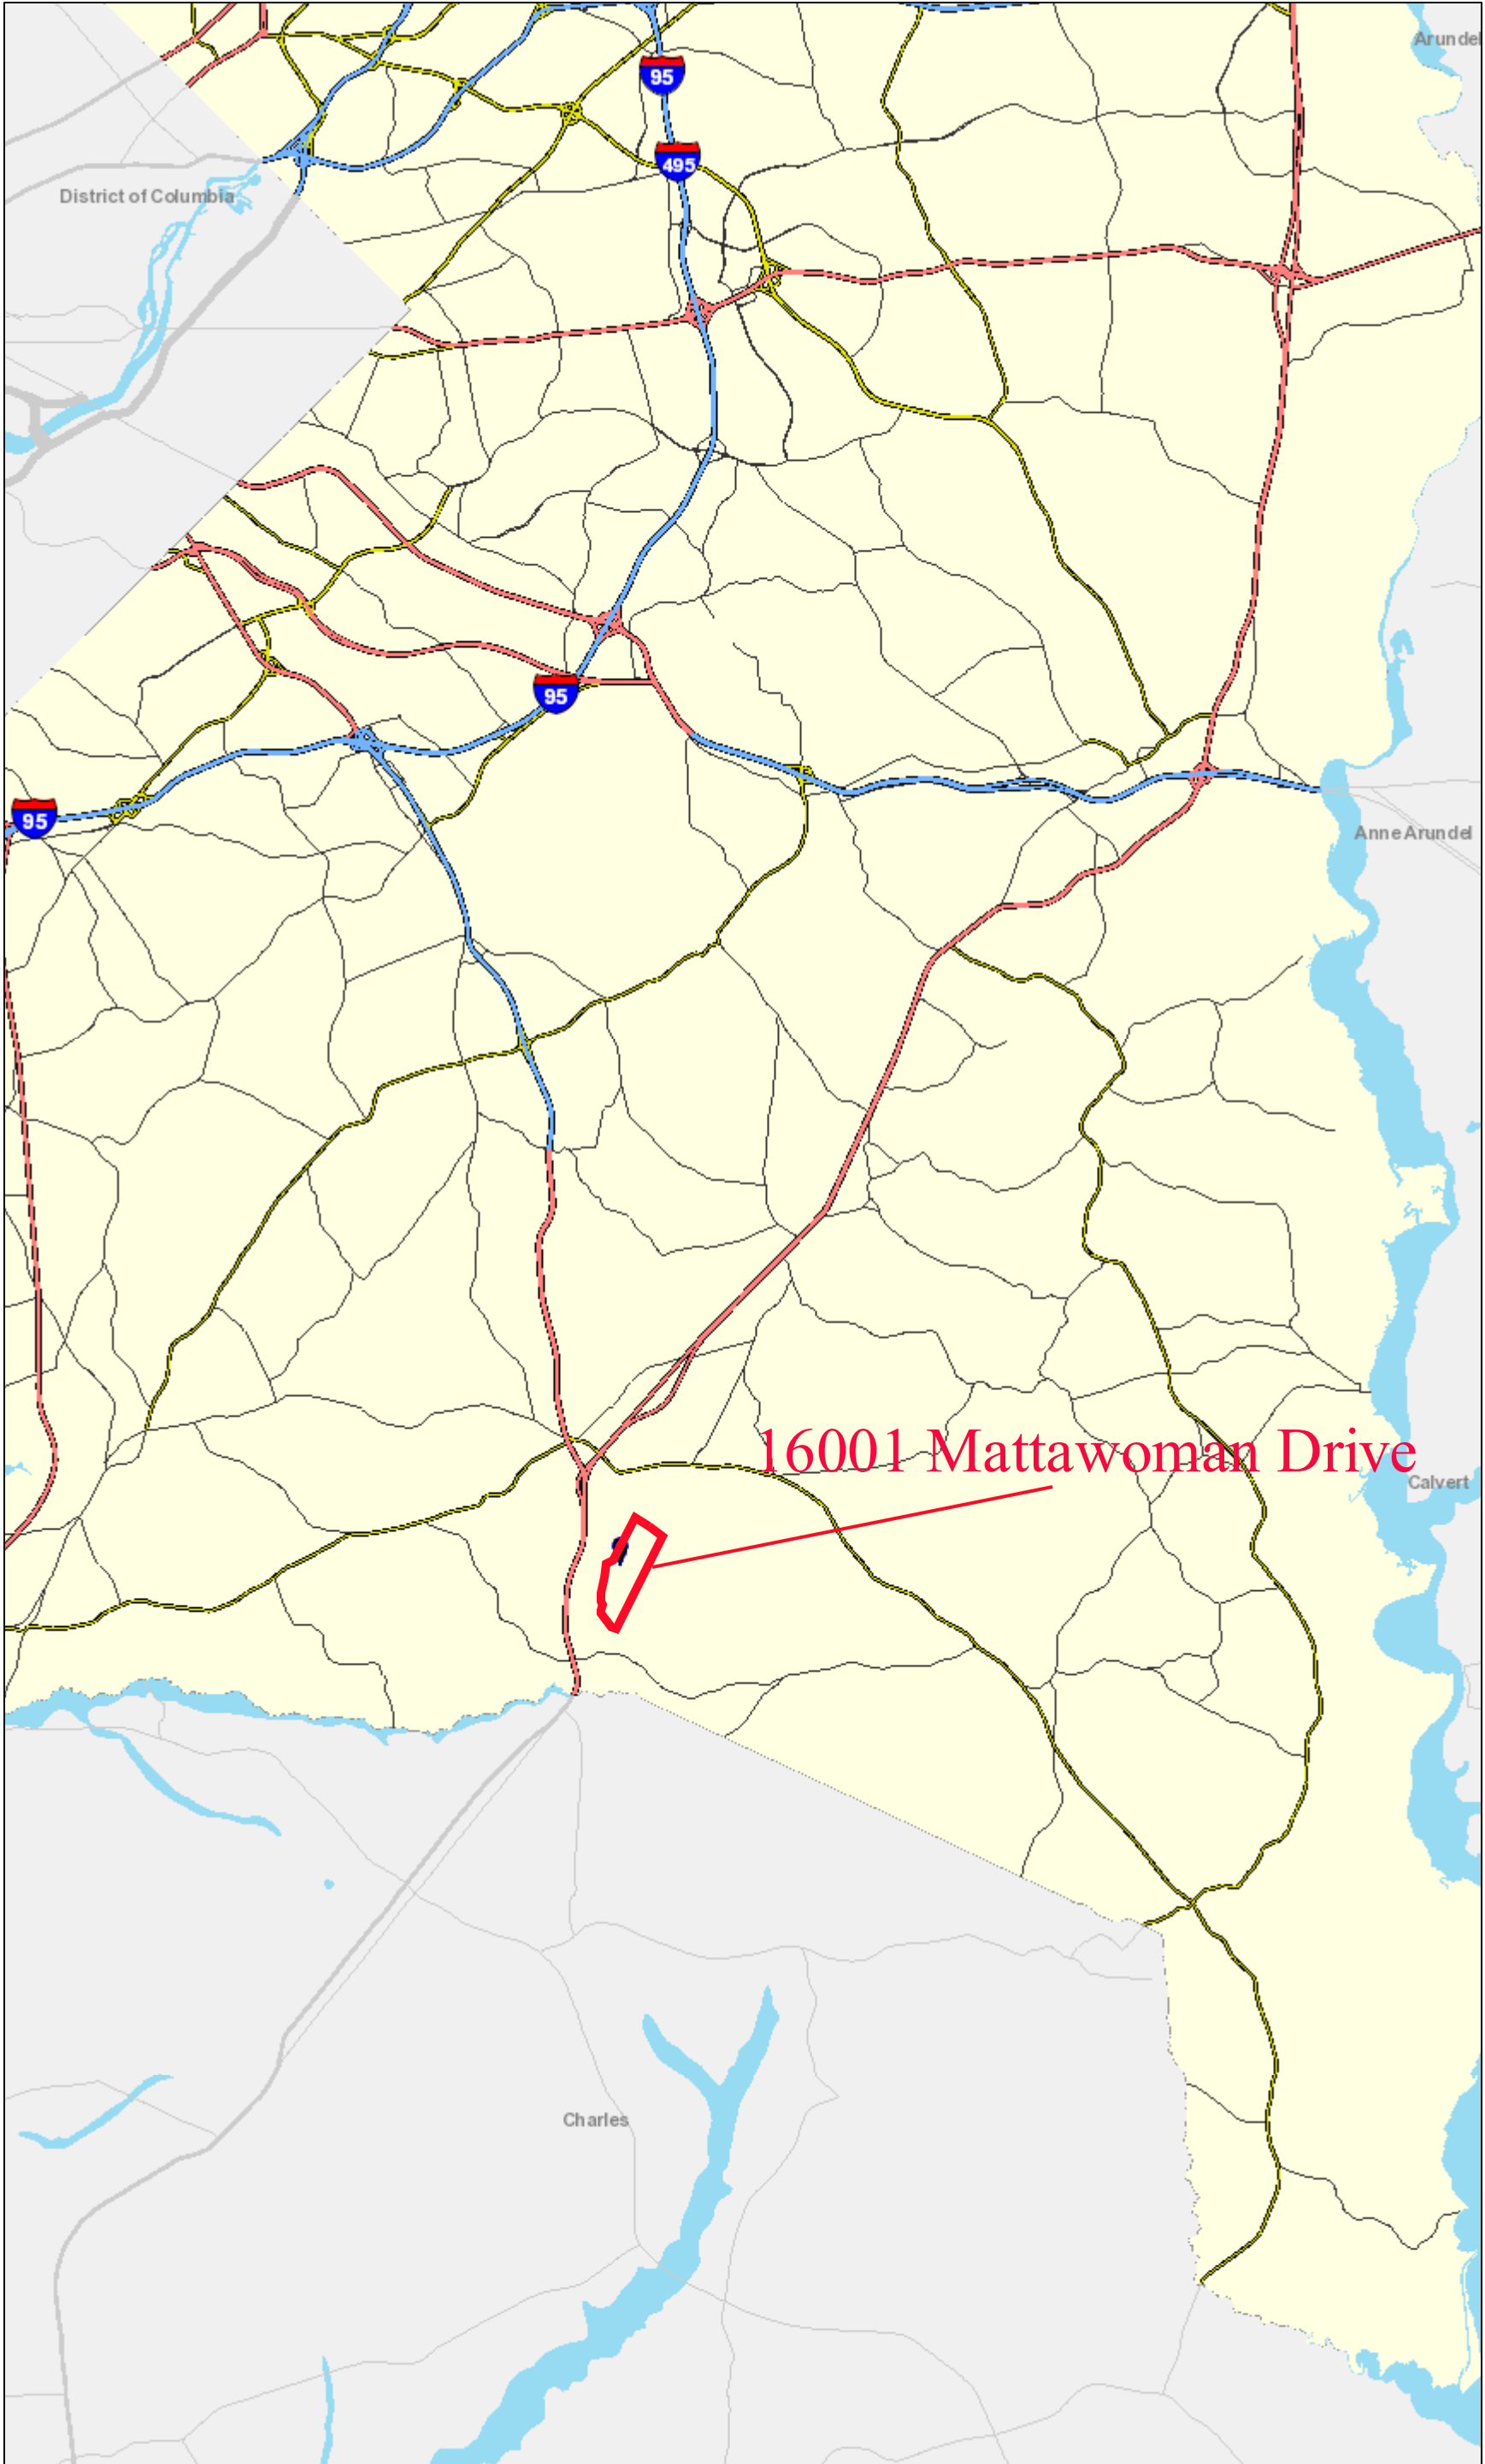 Arundel
95
495
District of Columbia
95
95
Anne Arundel
16001 Mattawoman Drive
Calvert
Charles